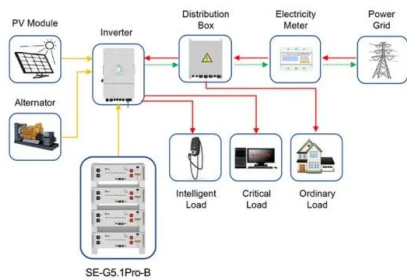 PV Module
Inverter
Distribution
Box
Electricity
Meter
Power
Grid
Alternator
Intelligent
Load
Critical
Load
Ordinary
Load
SE-G5.1Pro-B